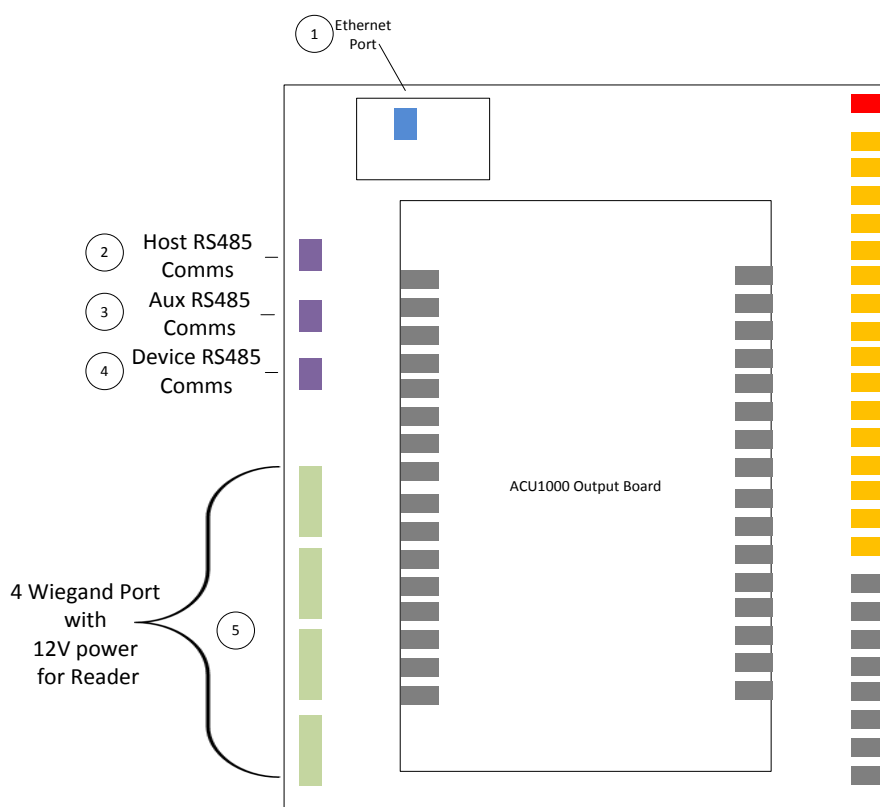 1
Ethernet
Port
2
Host RS485
Comms
3
Aux RS485
Comms
4
Device RS485
Comms
ACU1000 Output Board
4 Wiegand Port
with
12V power
for Reader
5